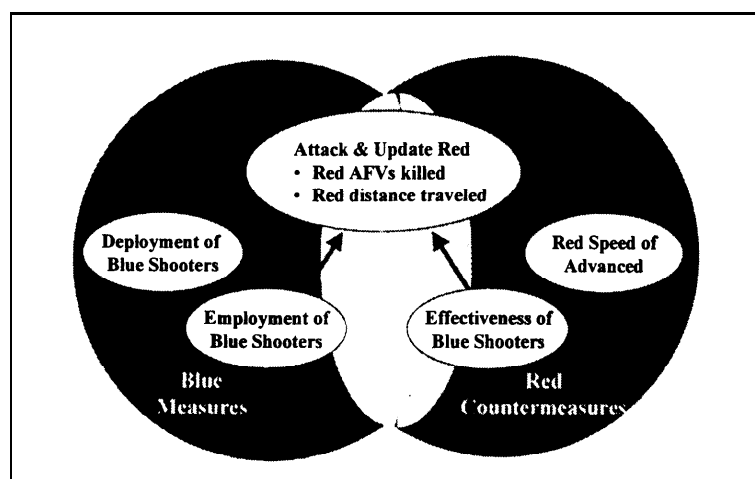 Attack & Update Red
• Red AFVs killed
• Red distance traveled
Deployment of
Blue Shooters
Red Speed of
Advanced
Employment of
Blue Shooters
Effectiveness of
Blue Shooters
Blue
Measures
Red
Countermeasures